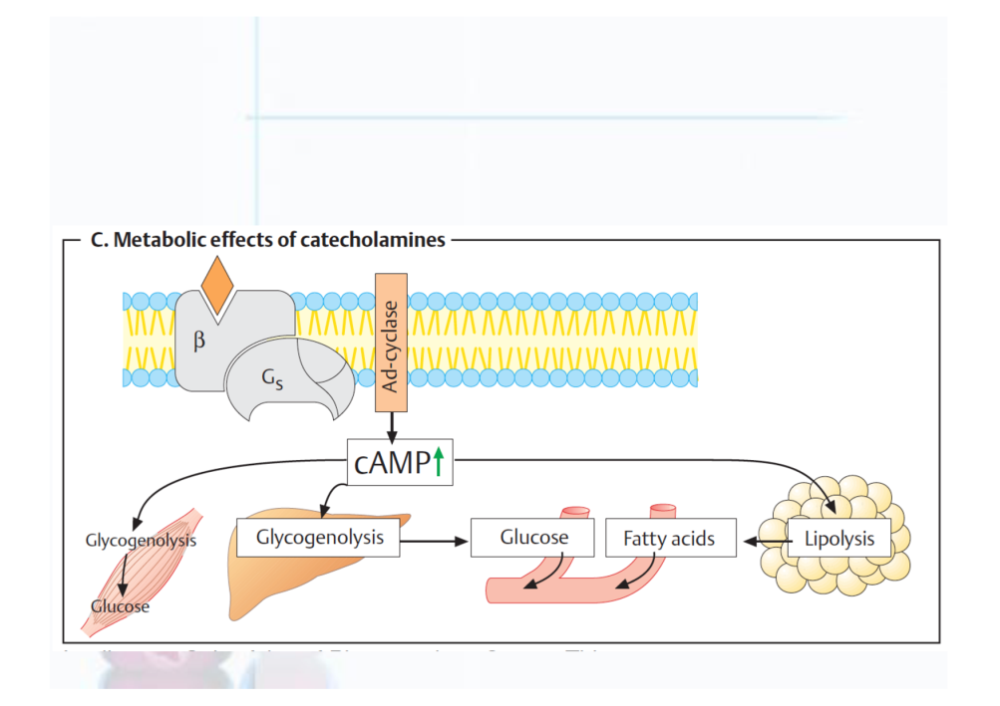 C. Metabolic effects of catecholamines
β
Gs
Ad-cyclase
cAMP↑
Glycogenolysis
Glucose
Glycogenolysis
Glucose
Fatty acids
Lipolysis